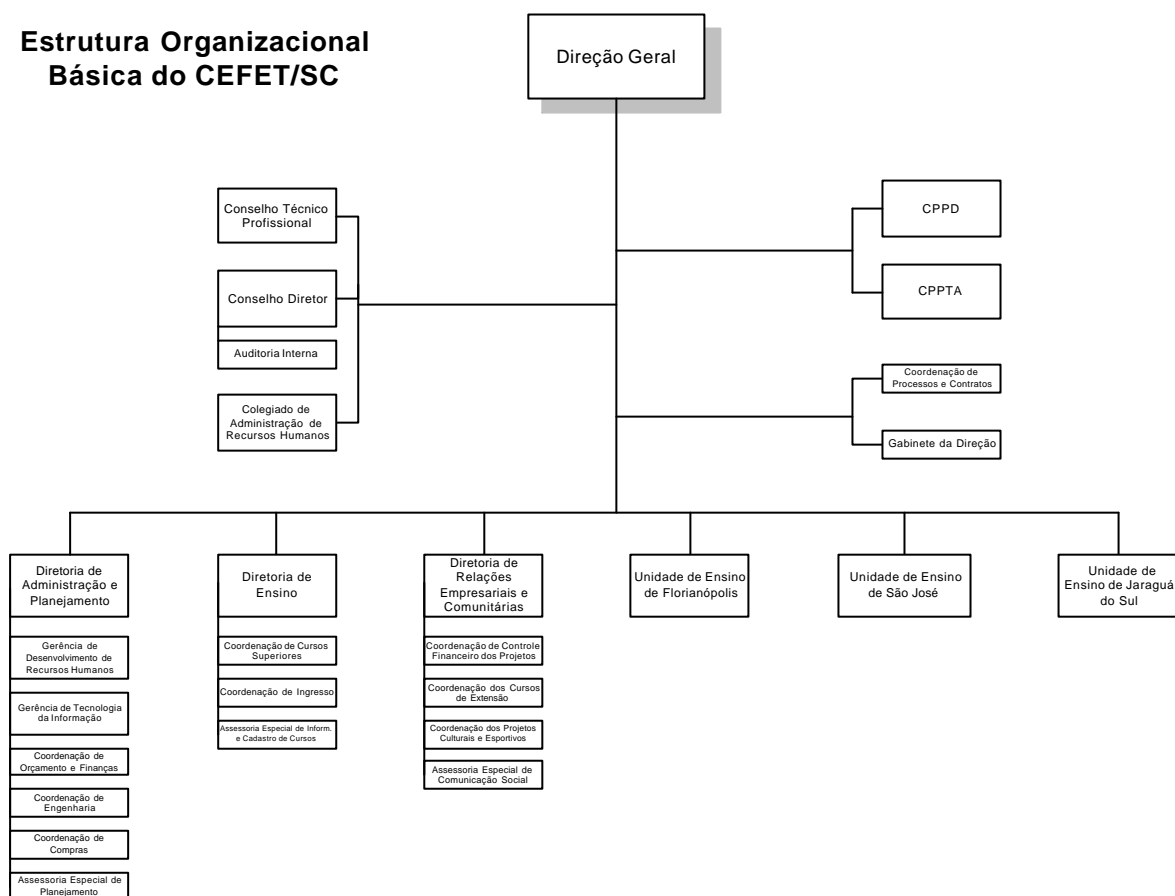 Estrutura Organizacional
Básica do CEFET/SC
Direção Geral
Conselho Técnico
Profissional
Conselho Diretor
Auditoria Interna
Colegiado de
Administração de
Recursos Humanos
CPPD
CPPTA
Coordenação de
Processos e Contratos
Gabinete da Direção
Diretoria de
Administração e
Planejamento
Gerência de
Desenvolvimento de
Recursos Humanos
Gerência de Tecnologia
da Informação
Coordenação de
Orçamento e Finanças
Coordenação de
Engenharia
Coordenação de
Compras
Assessoria Especial de
Planejamento
Diretoria de
Ensino
Coordenação de Cursos
Superiores
Coordenação de Ingresso
Assessoria Especial de Inform.
e Cadastro de Cursos
Diretoria de
Relações
Empresariais e
Comunitárias
Coordenação de Controle
Financeiro dos Projetos
Coordenação dos Cursos
de Extensão
Coordenação dos Projetos
Culturais e Esportivos
Assessoria Especial de
Comunicação Social
Unidade de Ensino
de Florianópolis
Unidade de Ensino
de São José
Unidade de
Ensino de Jaraguá
do Sul